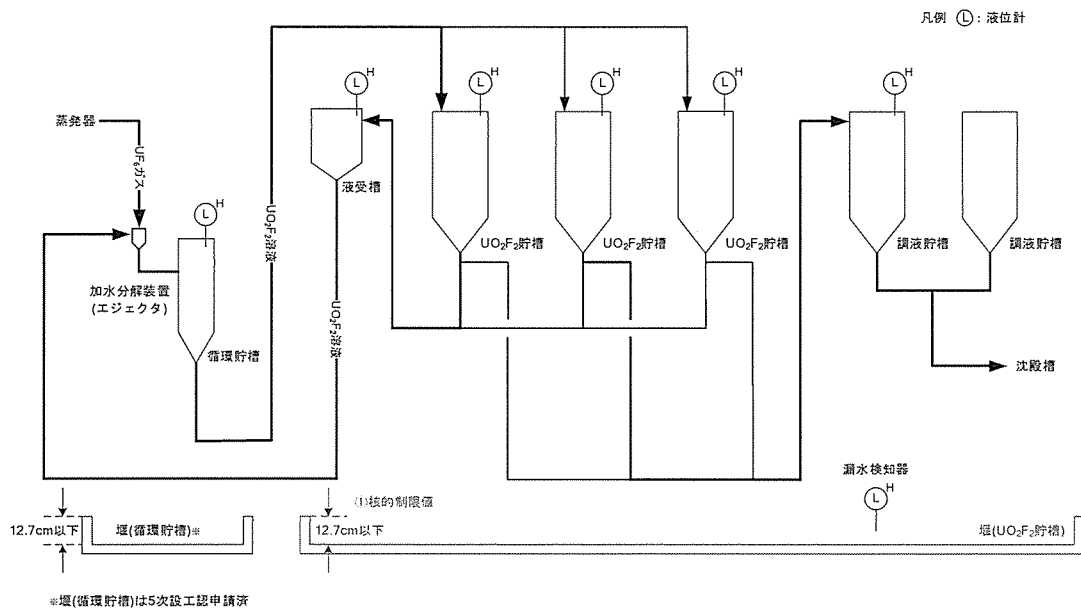 凡例 Ⓛ：液位計
L H
L H
L H
L H
L H
蒸発器
UF₆ガス
液受槽
L H
UO₂F₂溶液
UO₂F₂貯槽
UO₂F₂貯槽
UO₂F₂貯槽
調液貯槽
調液貯槽
加水分解装置
(エジェクタ)
UO₂F₂溶液
循環貯槽
沈殿槽
漏水検知器
(1)核的制限値
L H
12.7cm以下
堰(循環貯槽)※
12.7cm以下
堰(UO₂F₂貯槽)
※堰(循環貯槽)は5次設工認申請済